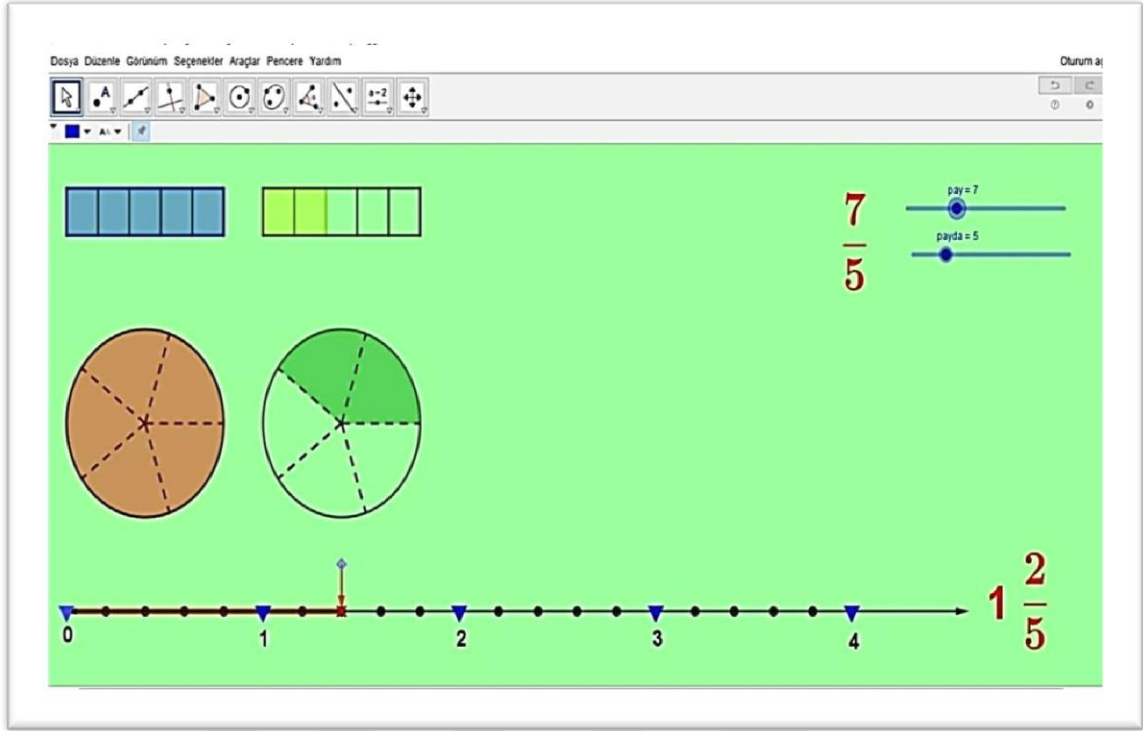 Dosya Düzenle Görünüm Seçenekler Araçlar Pencere Yardım
A
a=2
7
5
pay = 7
payda = 5
0 1 2 3 4
1 2
5